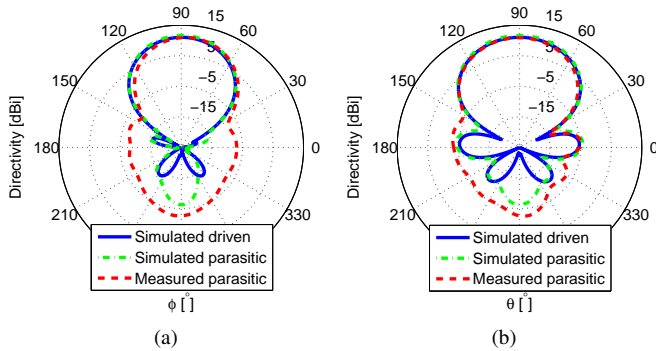 90
15
120
60
5
150
−5
30
−15
Directivity [dBi]
180
0
210
330
Simulated driven
Simulated parasitic
Measured parasitic
ϕ [°]
(a)
90
15
120
60
5
150
−5
30
−15
Directivity [dBi]
180
0
210
330
Simulated driven
Simulated parasitic
Measured parasitic
θ [°]
(b)